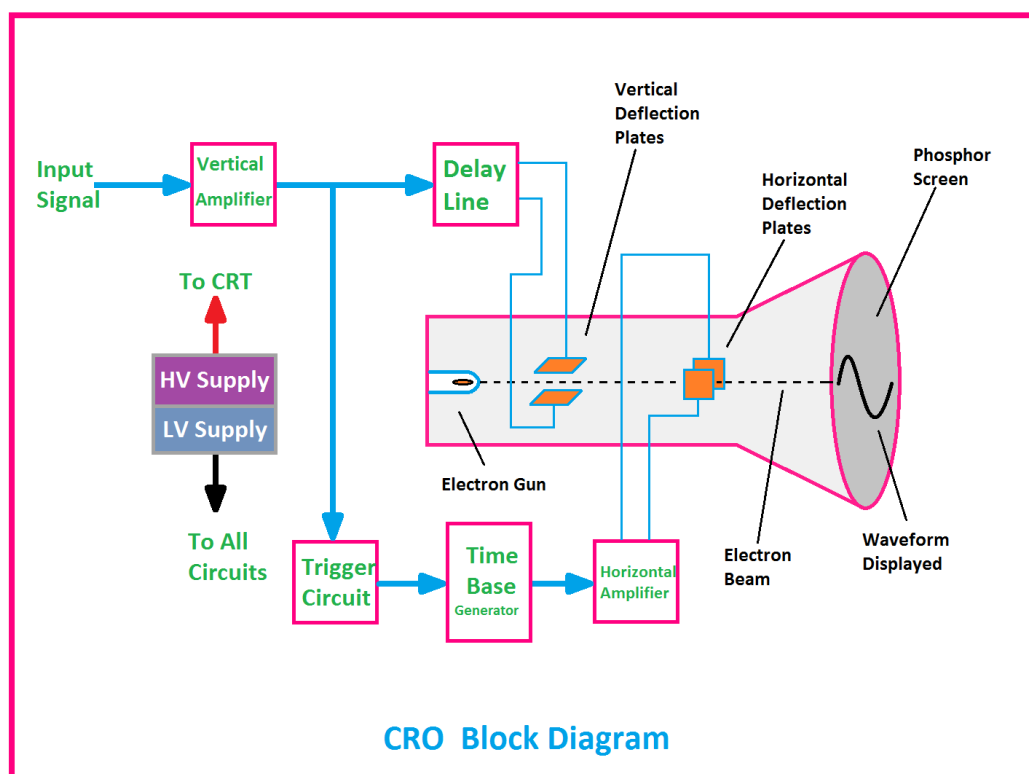 Vertical
Deflection
Plates
Phosphor
Screen
Horizontal
Deflection
Plates
Input
Signal
Vertical
Amplifier
Delay
Line
To CRT
HV Supply
LV Supply
To All
Circuits
Electron Gun
Trigger
Circuit
Time
Base
Generator
Horizontal
Amplifier
Electron
Beam
Waveform
Displayed
CRO Block Diagram